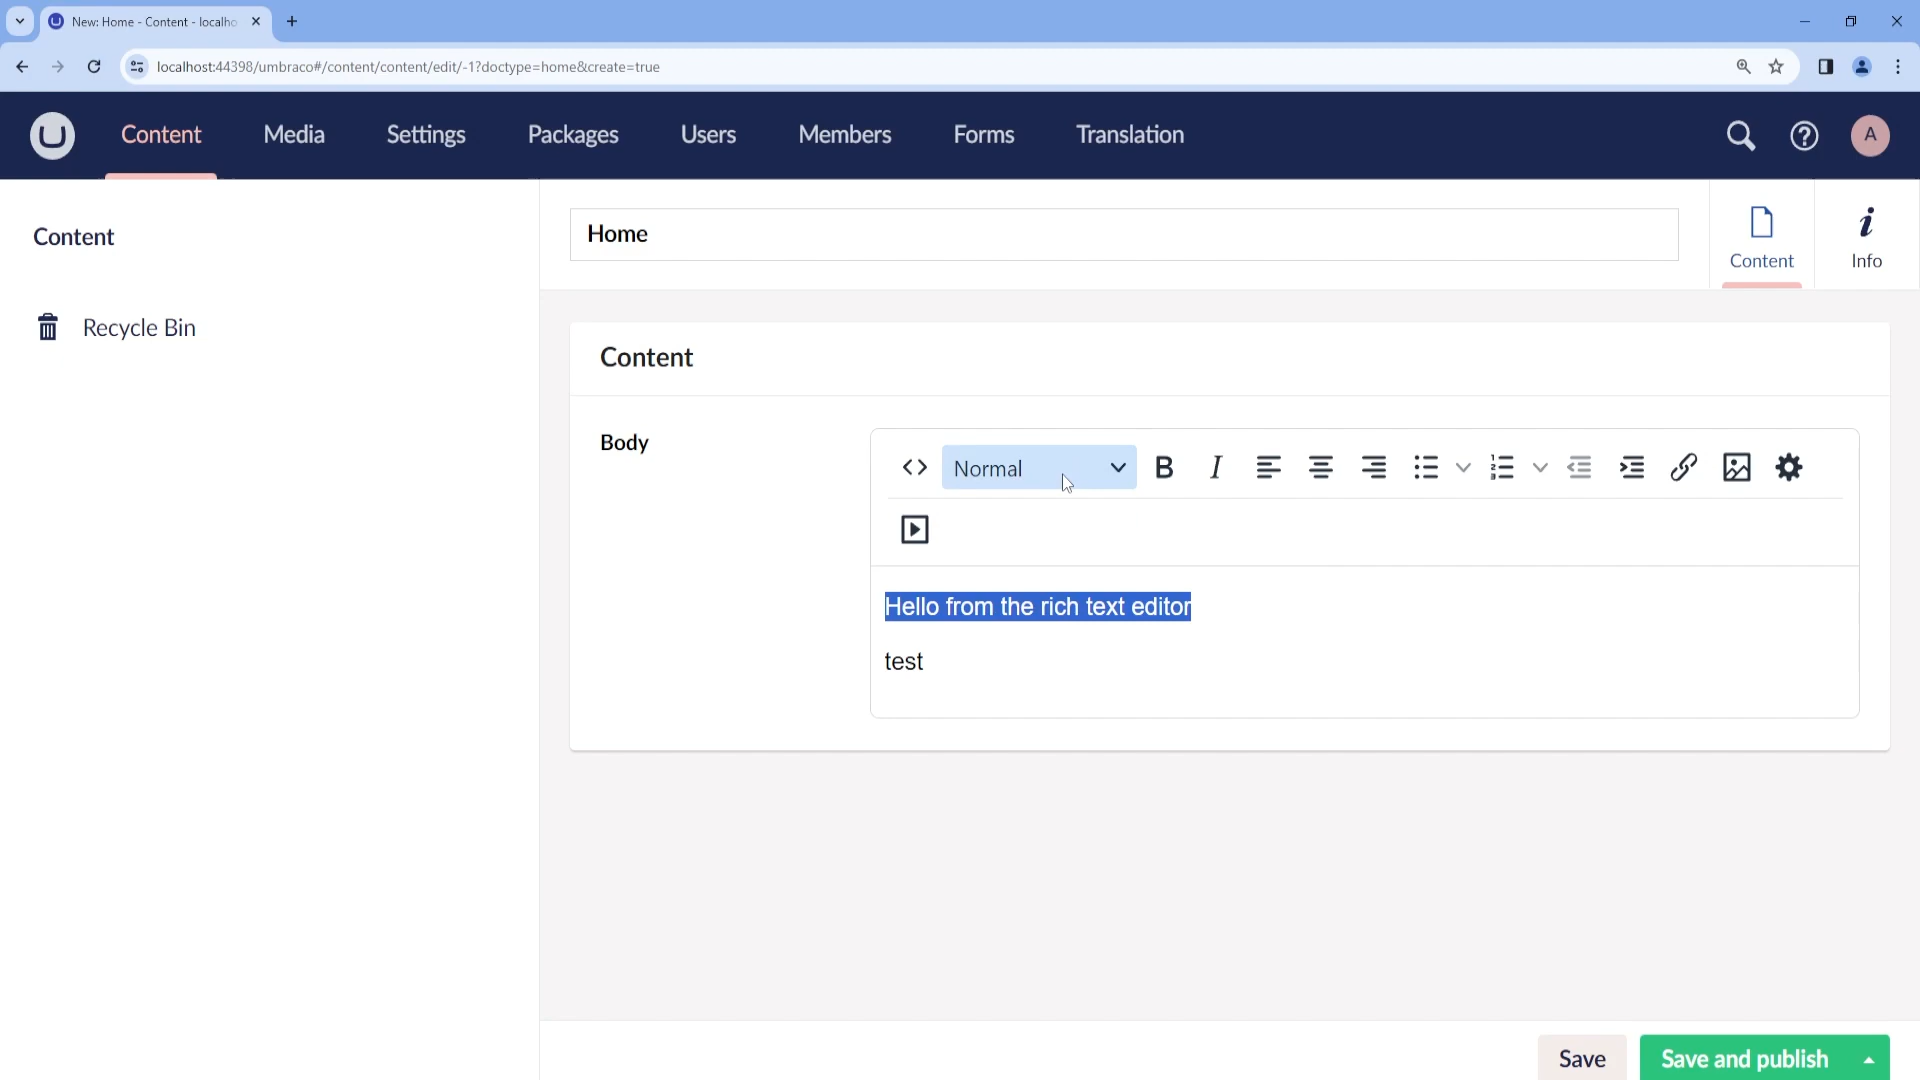 New: Home - Content - localho
localhost:44398/umbraco#/content/content/edit/-1?doctype=home&create=true
Content Media Settings Packages Users Members Forms Translation
A
Content
Recycle Bin
Home
Content
Info
Content
Body
Normal
Hello from the rich text editor
test
Save
Save and publish